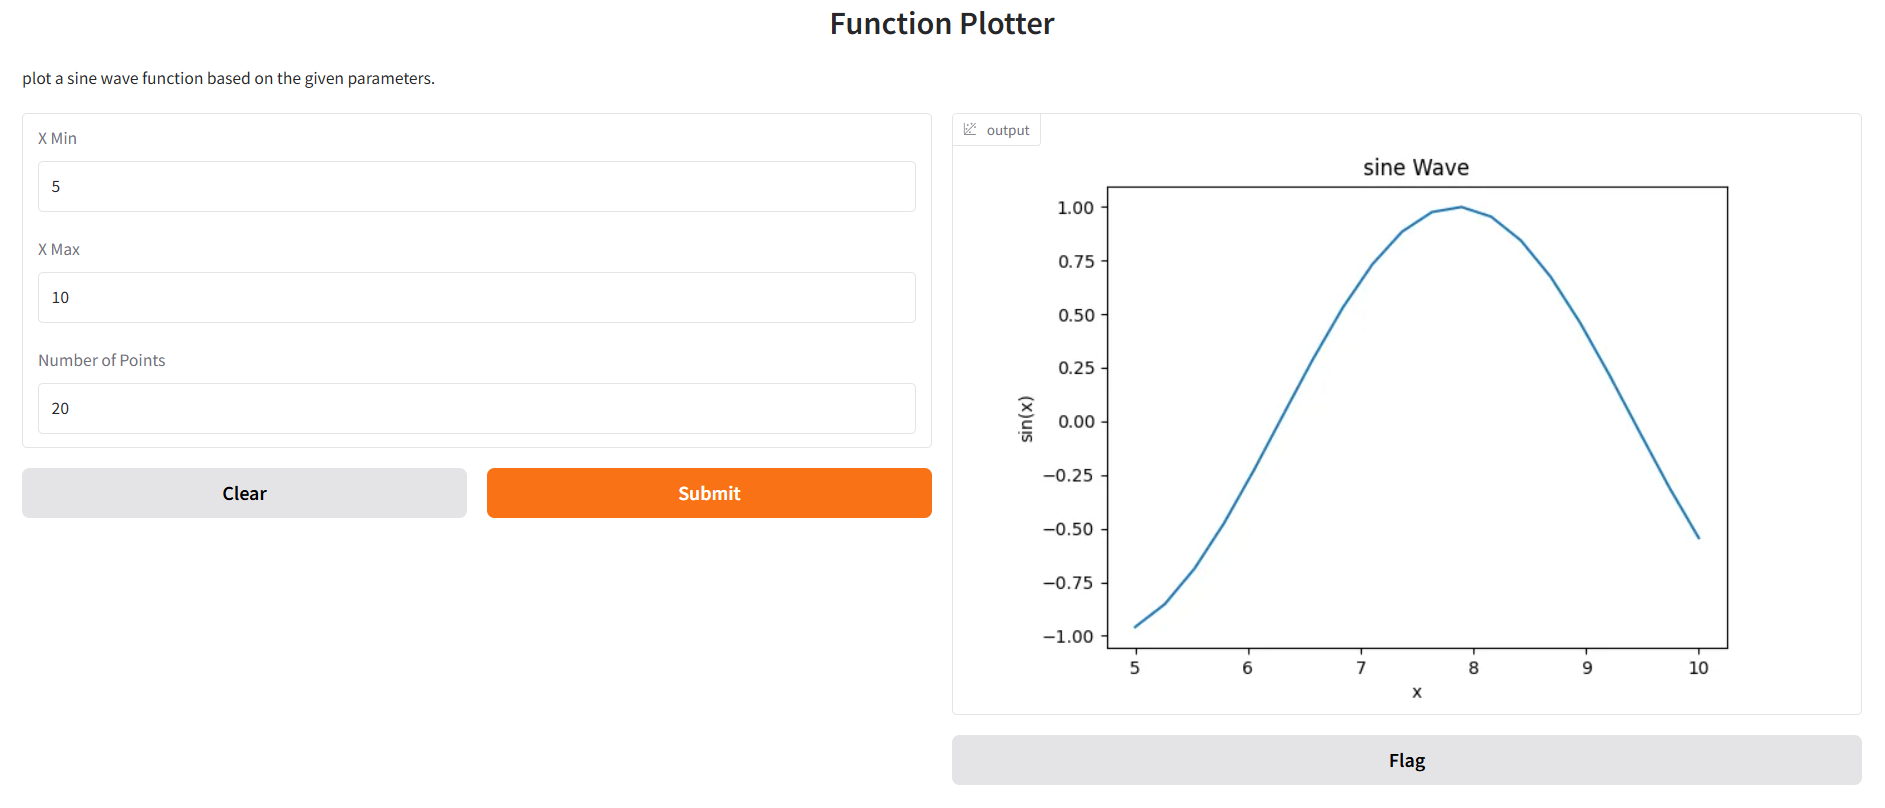 Function Plotter
plot a sine wave function based on the given parameters.
X Min
5
X Max
10
Number of Points
20
Clear
Submit
output
sine Wave
1.00
0.75
0.50
0.25
0.00
−0.25
−0.50
−0.75
−1.00
sin(x)
5 6 7 8 9 10
x
Flag